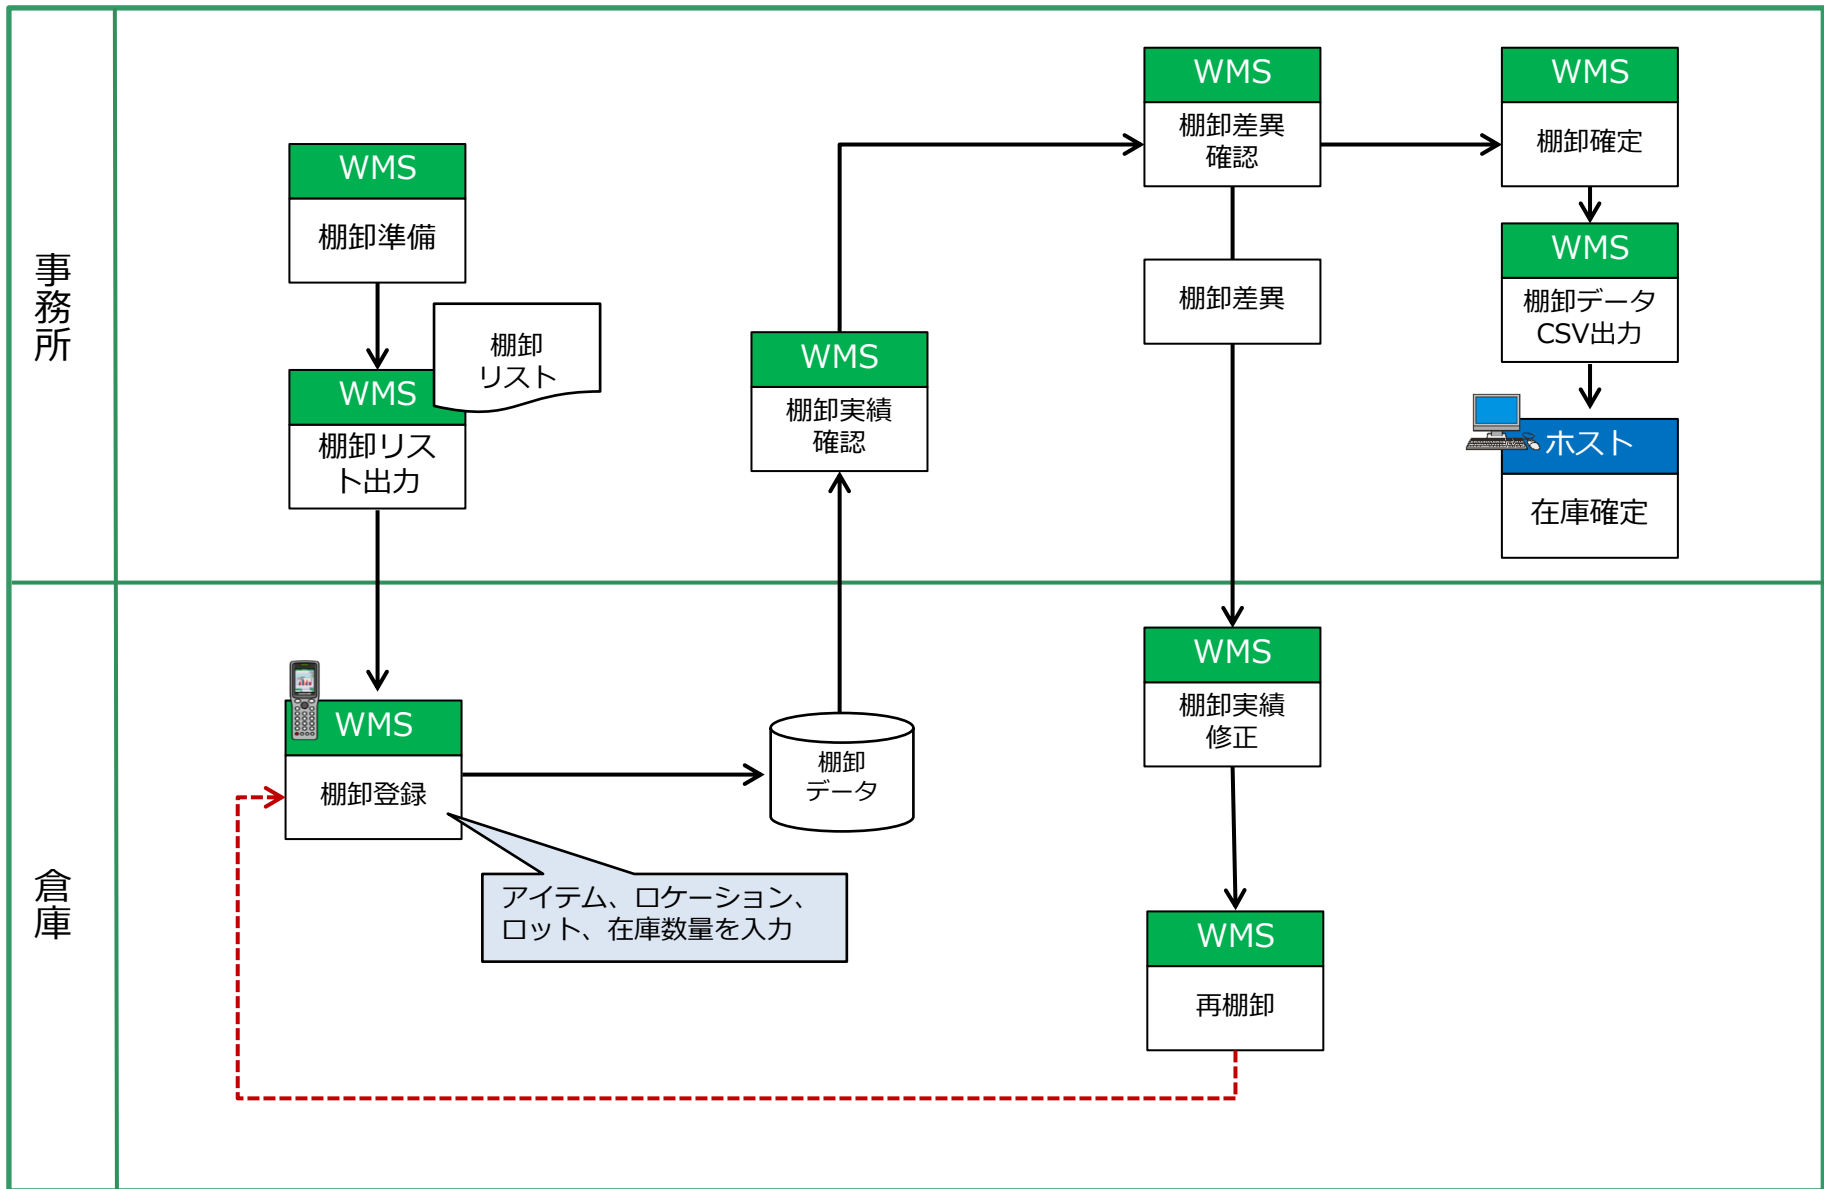 事務所
WMS
棚卸準備
棚卸
リスト
WMS
棚卸リス
ト出力
WMS
棚卸実績
確認
WMS
棚卸差異
確認
棚卸差異
WMS
棚卸確定
WMS
棚卸データ
CSV出力
ホスト
在庫確定
倉庫
WMS
棚卸登録
アイテム、ロケーション、
ロット、在庫数量を入力
棚卸
データ
WMS
棚卸実績
修正
WMS
再棚卸